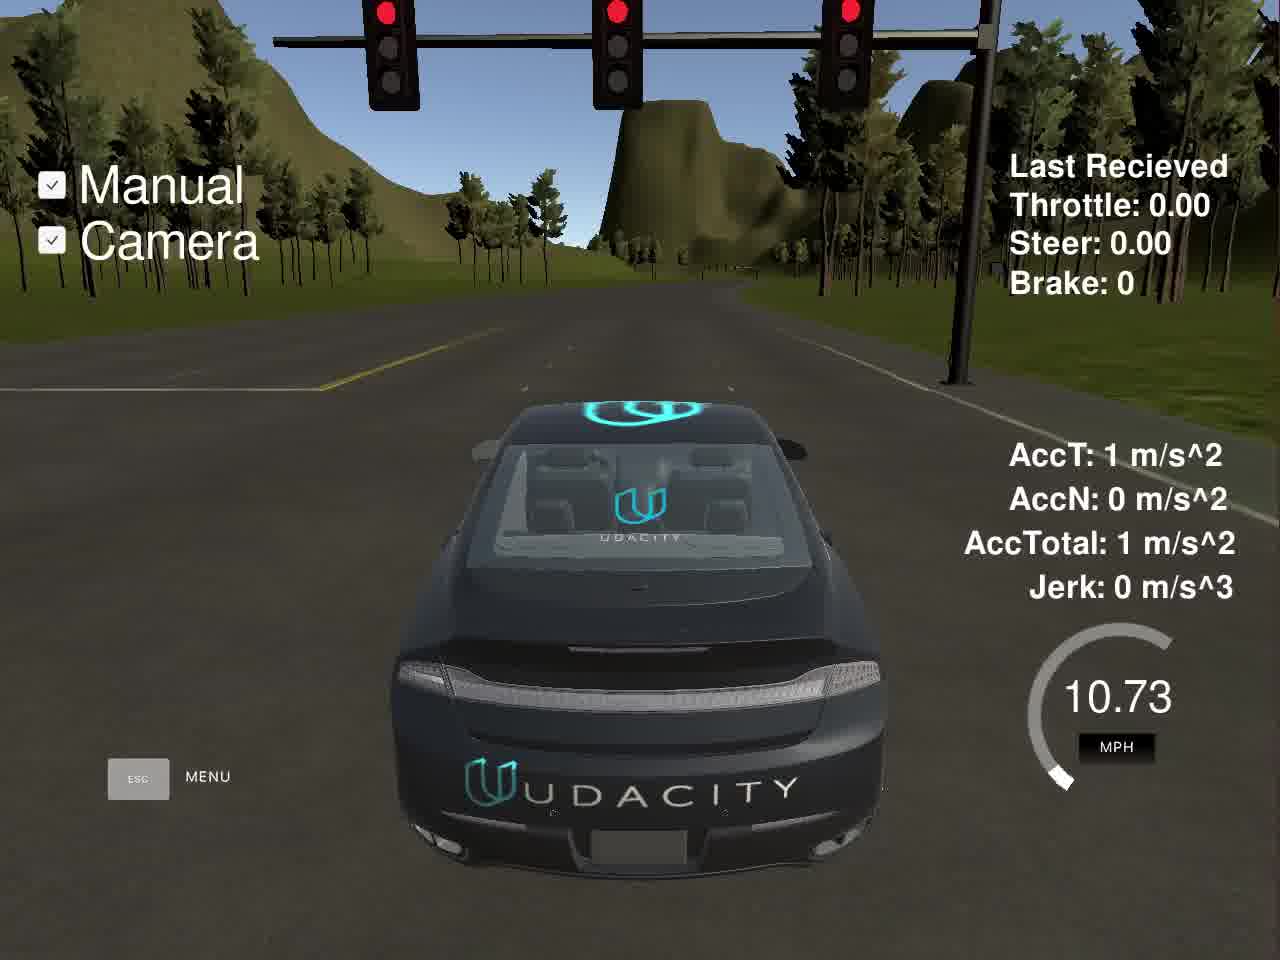 Manual
Camera
Last Recieved
Throttle: 0.00
Steer: 0.00
Brake: 0
AccT: 1 m/s^2
AccN: 0 m/s^2
AccTotal: 1 m/s^2
Jerk: 0 m/s^3
10.73
MPH
UDACITY
ESC
MENU
UDACITY